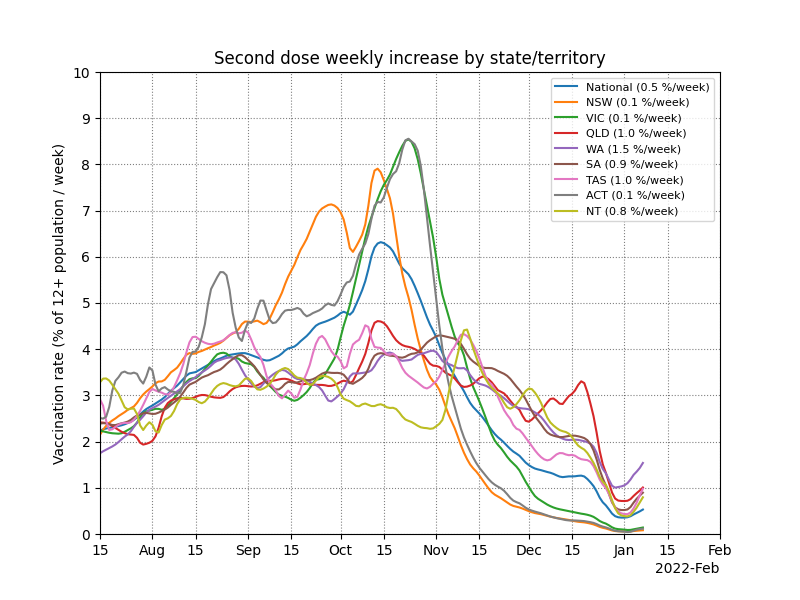 Second dose weekly increase by state/territory
Vaccination rate (% of 12+ population / week)
10
9
8
7
6
5
4
3
2
1
0
National (0.5 %/week)
NSW (0.1 %/week)
VIC (0.1 %/week)
QLD (1.0 %/week)
WA (1.5 %/week)
SA (0.9 %/week)
TAS (1.0 %/week)
ACT (0.1 %/week)
NT (0.8 %/week)
15 Aug 15 Sep 15 Oct 15 Nov 15 Dec 15 Jan 15 Feb
2022-Feb